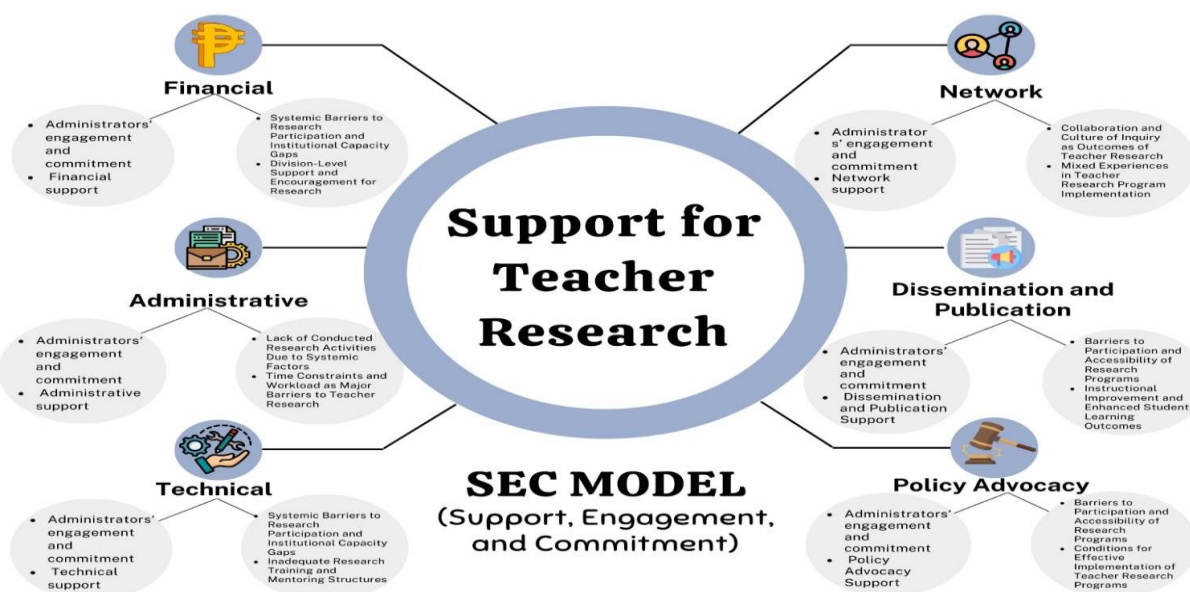 Financial
• Administrators'
engagement
and
commitment
• Financial
support
• Systemic Barriers to
Research
Participation and
Institutional Capacity
Gaps
• Division-Level
Support and
Encouragement for
Research
Administrative
• Administrators'
engagement
and
commitment
• Administrative
support
• Lack of Conducted
Research Activities
Due to Systemic
Factors
• Time Constraints and
Workload as Major
Barriers to Teacher
Research
Technical
• Administrators'
engagement
and
commitment
• Technical
support
• Systemic Barriers to
Research
Participation and
Institutional Capacity
Gaps
• Inadequate Research
Training and
Mentoring Structures
Support for
Teacher
Research
SEC MODEL
(Support, Engagement,
and Commitment)
Network
• Administrator
s' engagement
and
commitment
• Network
support
• Collaboration and
Culture of Inquiry
as Outcomes of
Teacher Research
• Mixed Experiences
in Teacher
Research Program
Implementation
Dissemination and
Publication
• Administrators'
engagement
and
commitment
• Dissemination
and Publication
Support
• Barriers to
Participation and
Accessibility of
Research
Programs
• Instructional
Improvement and
Enhanced Student
Learning
Outcomes
Policy Advocacy
• Administrators'
engagement
and
commitment
• Policy
Advocacy
Support
• Barriers to
Participation and
Accessibility of
Research
Programs
• Conditions for
Effective
Implementation of
Teacher Research
Programs